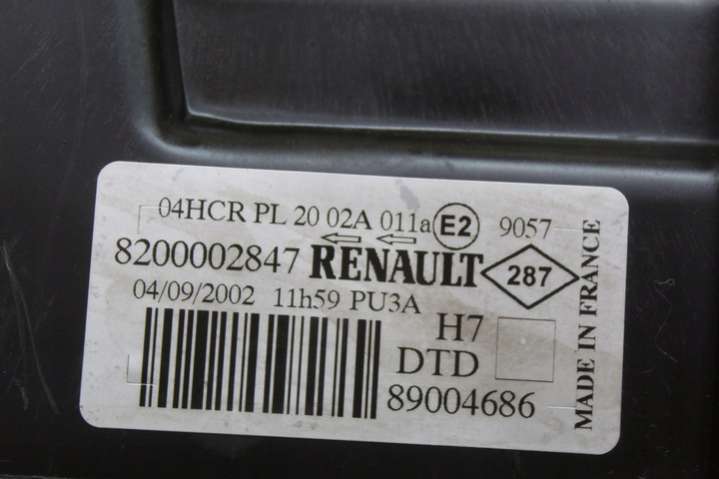 04HCR PL 20 02A 011a E2 9057
8200002847 RENAULT 287
04/09/2002 11h59 PU3A
H7
DTD
89004686
MADE IN FRANCE